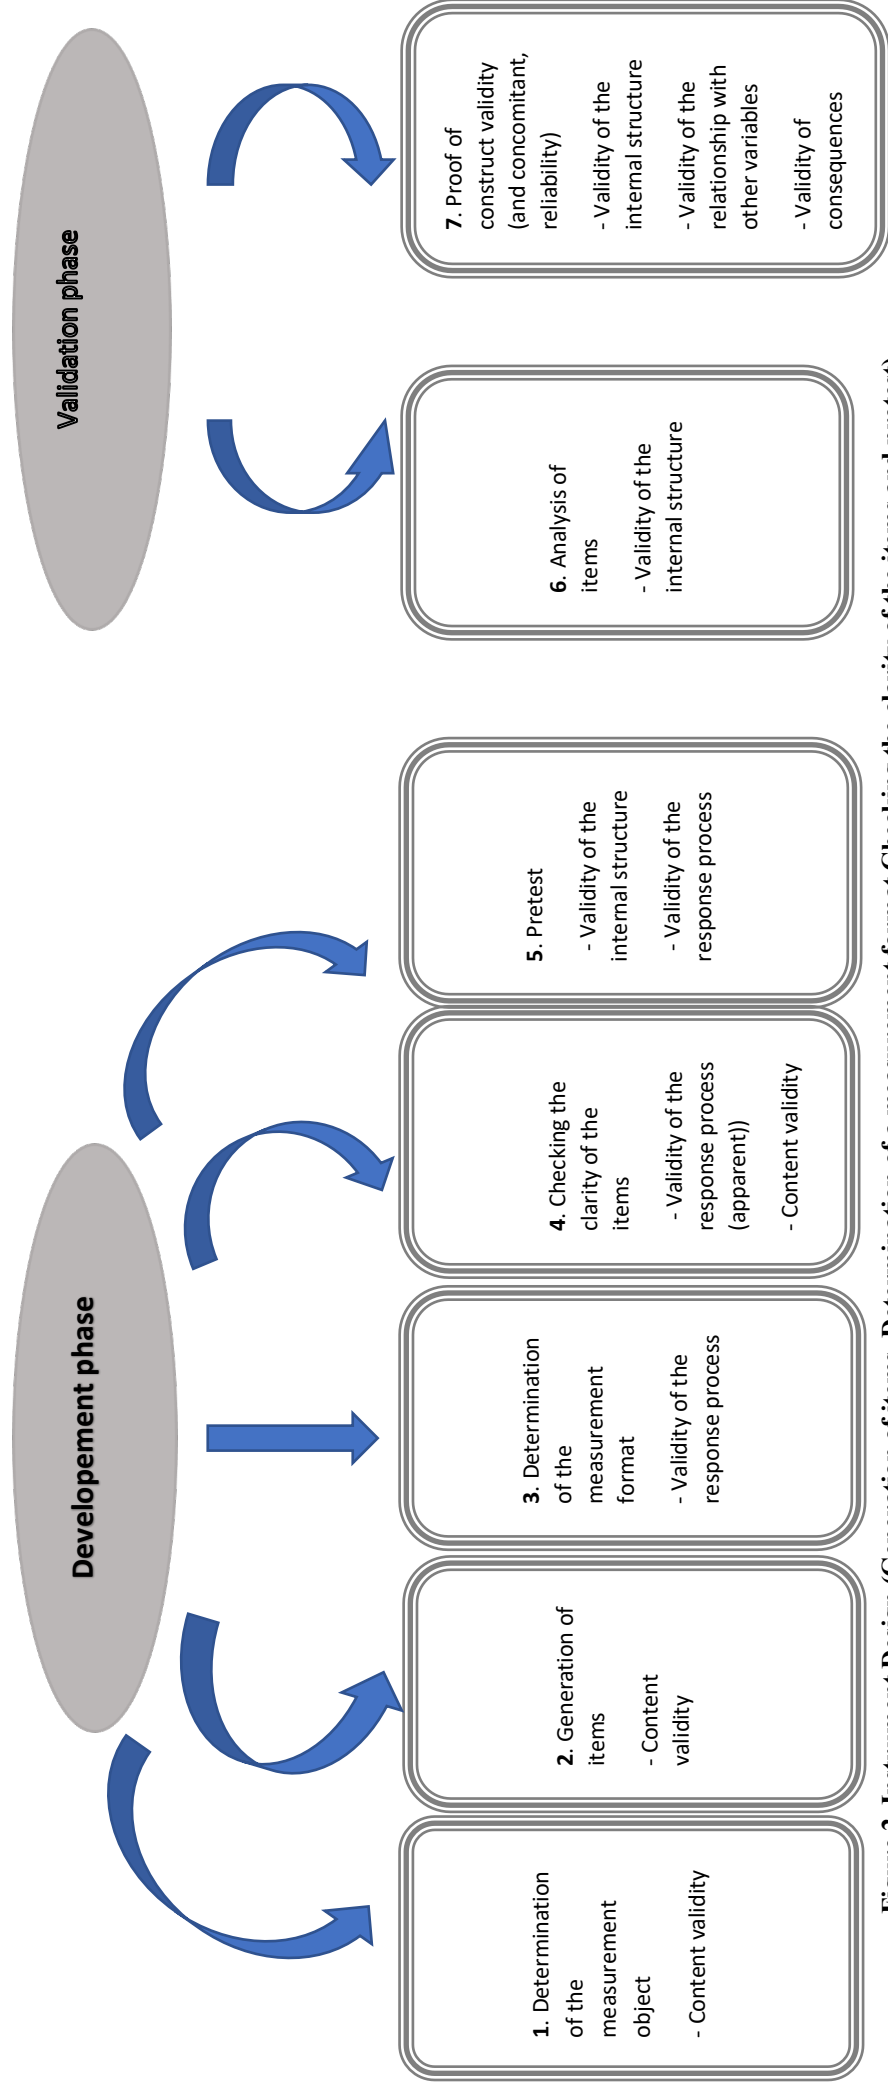 Developement phase
Validation phase
1. Determination
of the
measurement
object
- Content validity
2. Generation of
items
- Content
validity
3. Determination
of the
measurement
format
- Validity of the
response process
4. Checking the
clarity of the
items
- Validity of the
response process
(apparent))
- Content validity
5. Pretest
- Validity of the
internal structure
- Validity of the
response process
6. Analysis of
items
- Validity of the
internal structure
7. Proof of
construct validity
(and concomitant,
reliability)
- Validity of the
internal structure
- Validity of the
relationship with
other variables
- Validity of
consequences